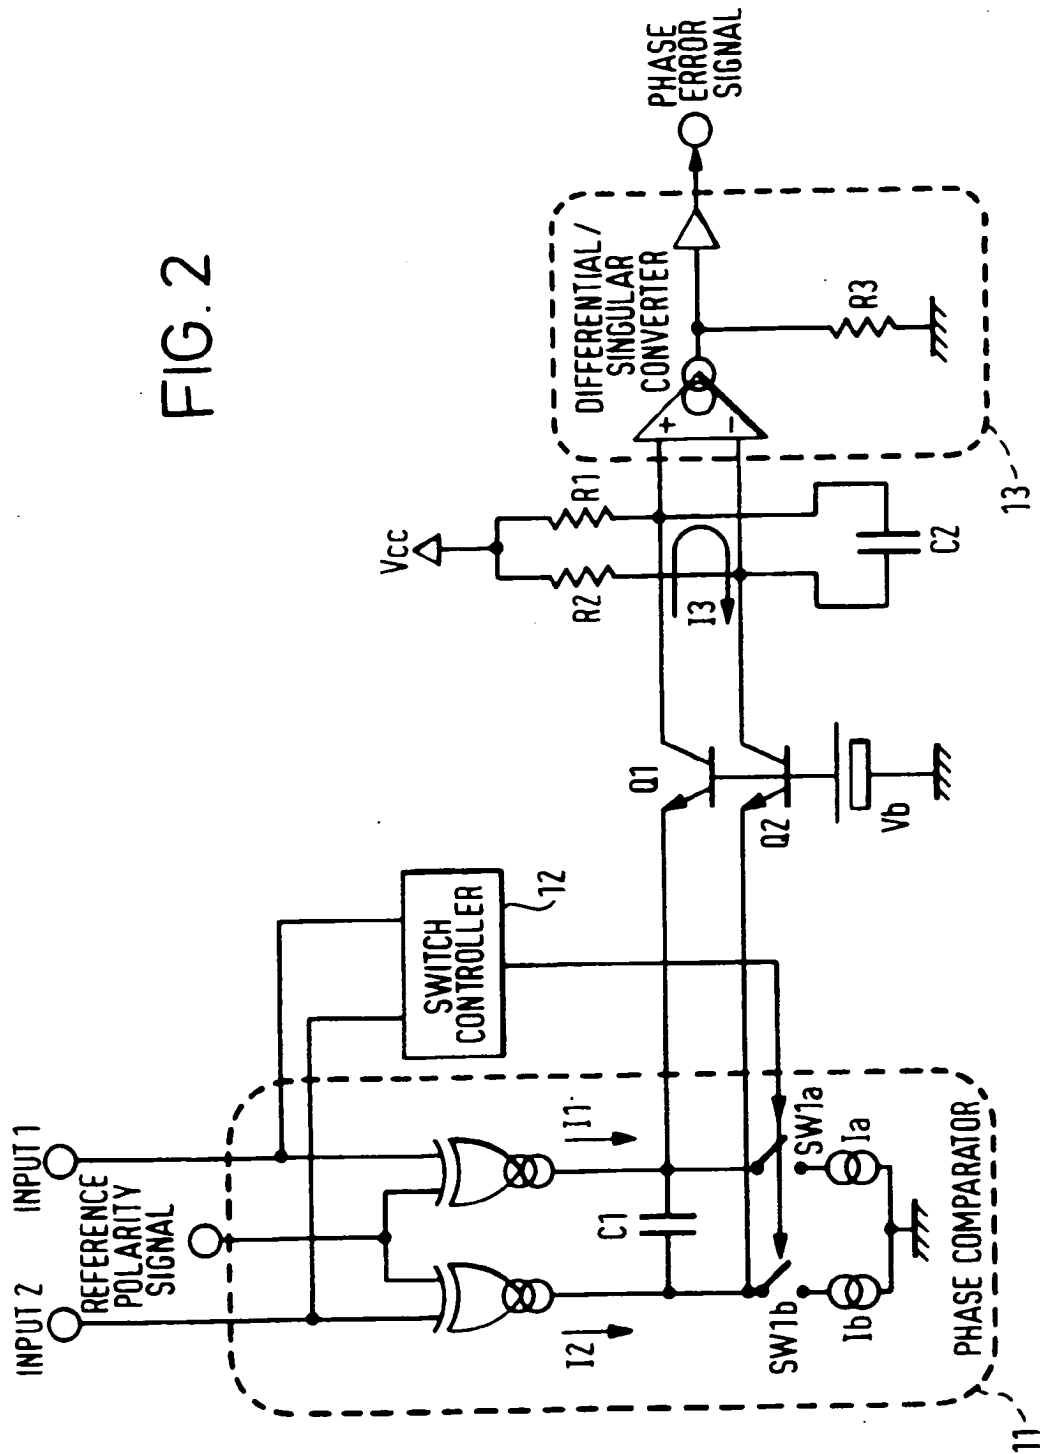 FIG. 2
INPUT 1
INPUT 2
REFERENCE
POLARITY
SIGNAL
SWITCH
CONTROLLER
12
I1
I2
C1
SW1a
SW1b
Ia
Ib
PHASE COMPARATOR
11
Q1
Q2
Vb
Vcc
R1
R2
I3
C2
DIFFERENTIAL/
SINGULAR
CONVERTER
R3
13
PHASE
ERROR
SIGNAL
+
−